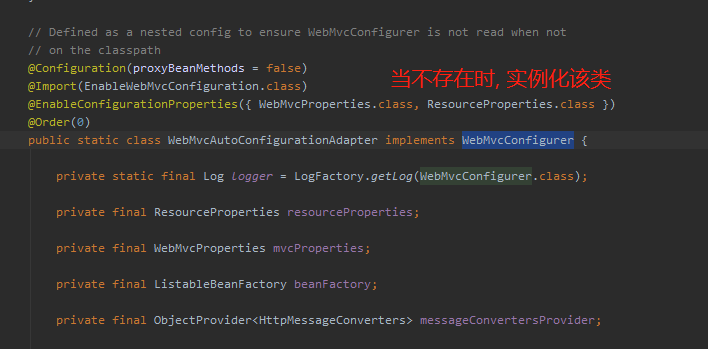 // Defined as a nested config to ensure WebMvcConfigurer is not read when not
// on the classpath
@Configuration(proxyBeanMethods = false)
@Import(EnableWebMvcConfiguration.class)
当不存在时, 实例化该类
@EnableConfigurationProperties({ WebMvcProperties.class, ResourceProperties.class })
@Order(0)
public static class WebMvcAutoConfigurationAdapter implements WebMvcConfigurer {
private static final Log logger = LogFactory.getLog(WebMvcConfigurer.class);
private final ResourceProperties resourceProperties;
private final WebMvcProperties mvcProperties;
private final ListableBeanFactory beanFactory;
private final ObjectProvider<HttpMessageConverters> messageConvertersProvider;